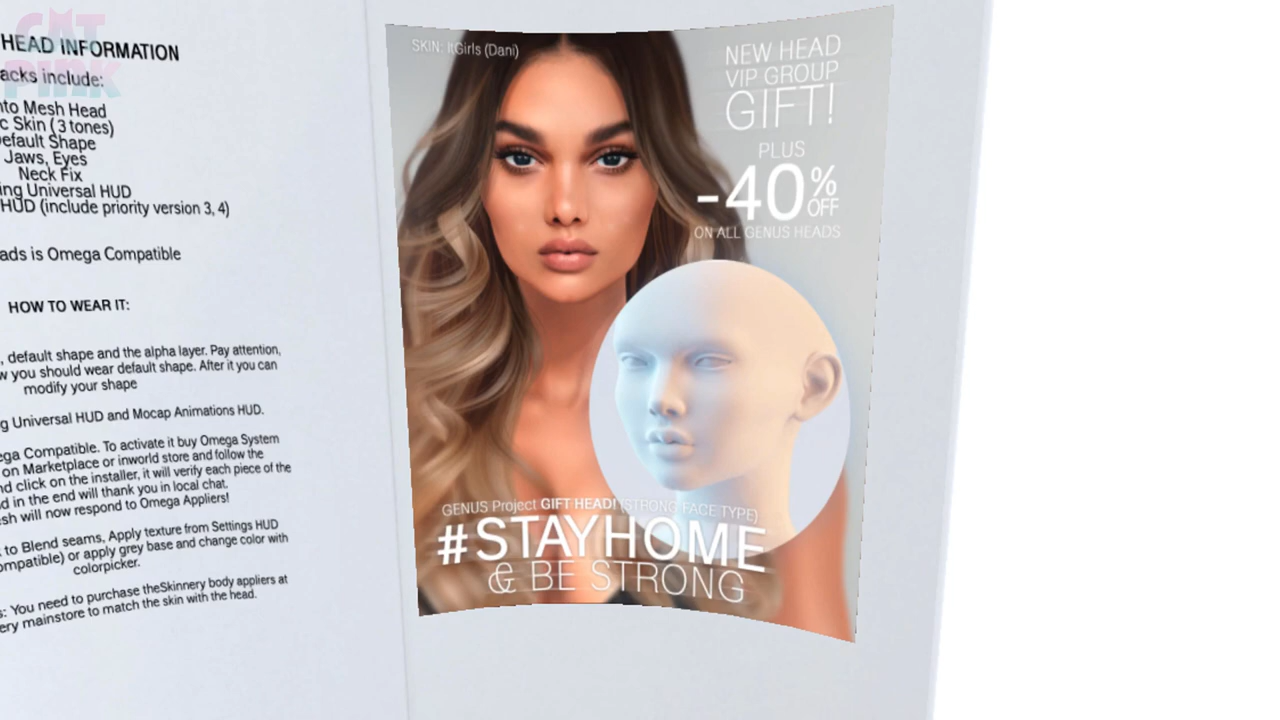 CAT
PINK
HEAD INFORMATION
acks include:
nto Mesh Head
c Skin (3 tones)
efault Shape
Jaws, Eyes
Neck Fix
ing Universal HUD
HUD (include priority version 3, 4)
ads is Omega Compatible
HOW TO WEAR IT:
, default shape and the alpha layer. Pay attention,
w you should wear default shape. After it you can
modify your shape
g Universal HUD and Mocap Animations HUD.
ega Compatible. To activate it buy Omega System
on Marketplace or inworld store and follow the
nd click on the installer, it will verify each piece of the
d in the end will thank you in local chat.
esh will now respond to Omega Appliers!
to Blend seams, Apply texture from Settings HUD
ompatible) or apply grey base and change color with
colorpicker.
s: You need to purchase theSkinnery body appliers at
ery mainstore to match the skin with the head.
SKIN: ItGirls (Dani)
NEW HEAD
VIP GROUP
GIFT!
PLUS
-40% OFF
ON ALL GENUS HEADS
GENUS Project GIFT HEAD! (STRONG FACE TYPE)
#STAYHOME
& BE STRONG